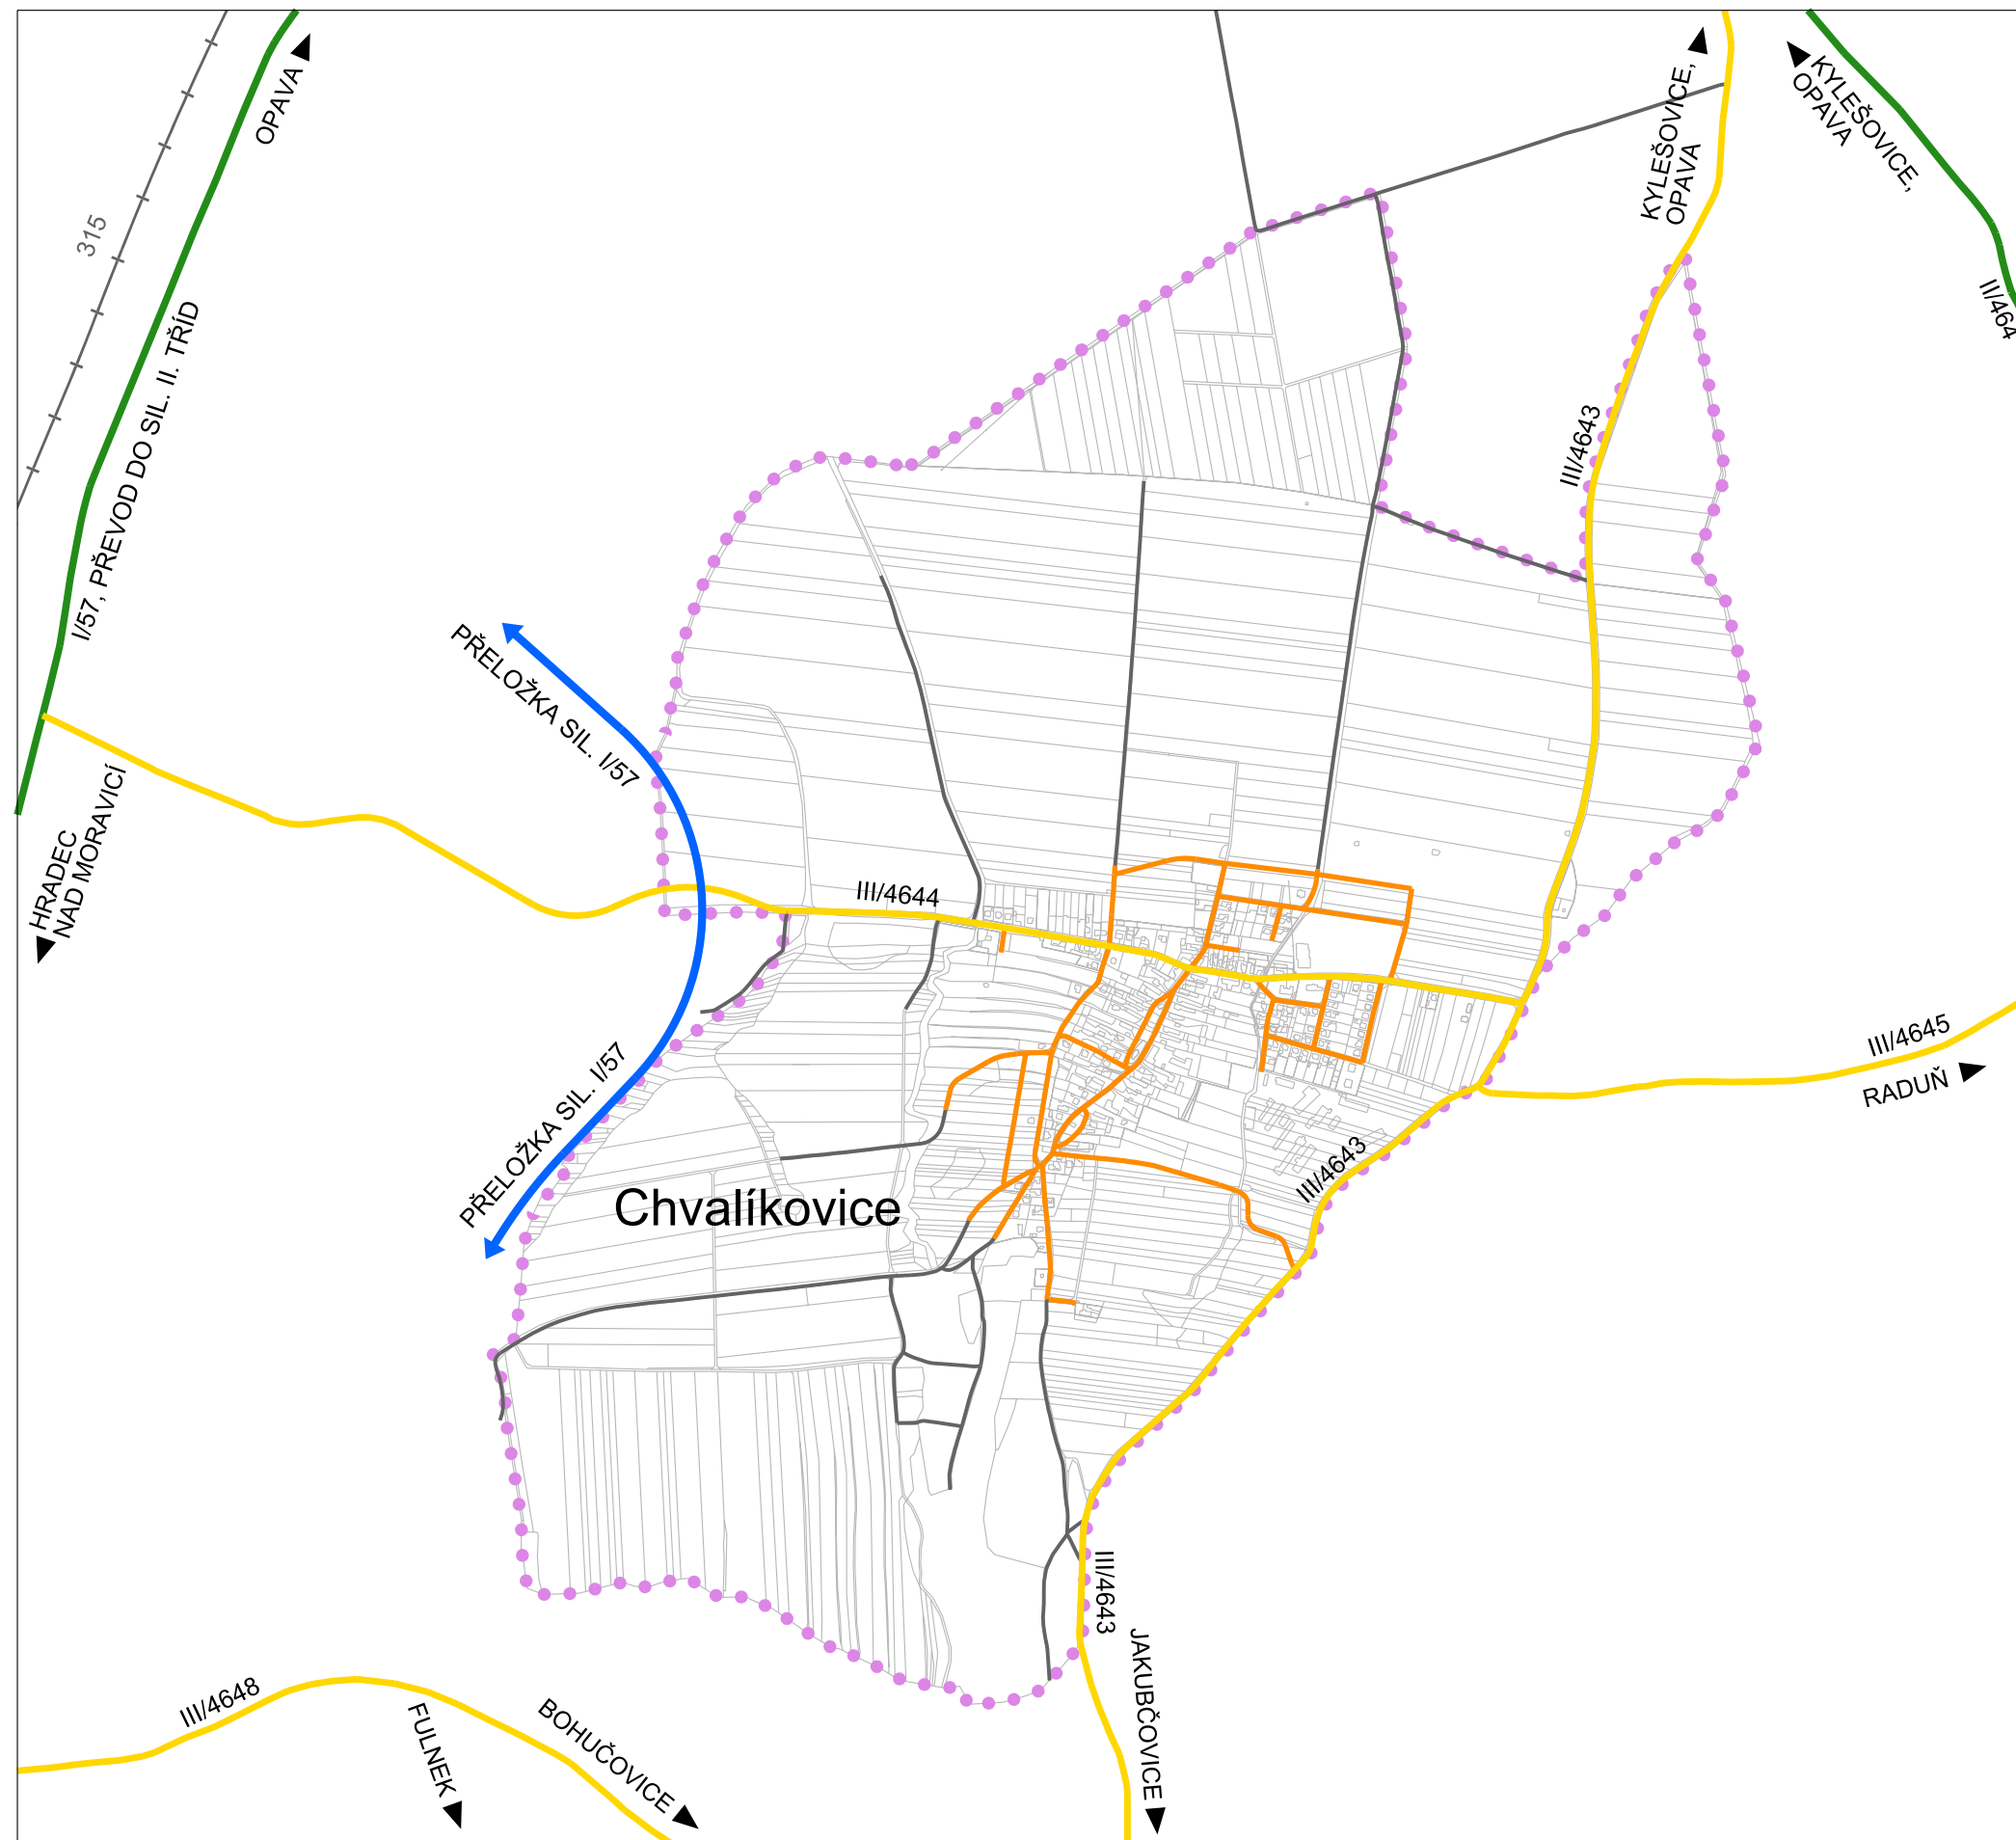 OPAVA
KYLEŠOVICE,
OPAVA
KYLEŠOVICE,
OPAVA
315
II/464
I/57, PŘEVOD DO SIL. II. TŘÍD
III/4643
PŘELOŽKA SIL. I/57
HRADEC
NAD MORAVICÍ
III/4644
III/4645
RADUŇ
PŘELOŽKA SIL. I/57
III/4643
Chvalíkovice
III/4643
JAKUBČOVICE
III/4648
FULNEK
BOHUČOVICE